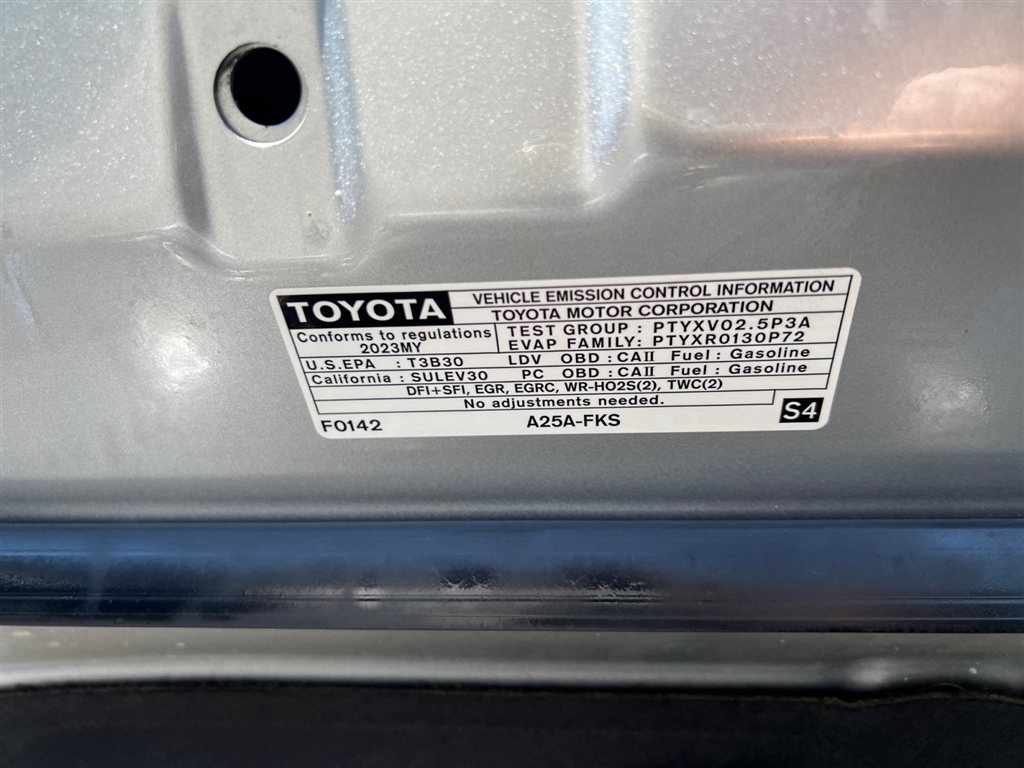 TOYOTA
VEHICLE EMISSION CONTROL INFORMATION
TOYOTA MOTOR CORPORATION
Conforms to regulations
2023MY
TEST GROUP : PTYXV02.5P3A
EVAP FAMILY: PTYXR0130P72
U.S.EPA : T3B30 LDV OBD : CAII Fuel : Gasoline
California : SULEV30 PC OBD : CAII Fuel : Gasoline
DFI+SFI, EGR, EGRC, WR-HO2S(2), TWC(2)
No adjustments needed.
F0142 A25A-FKS S4